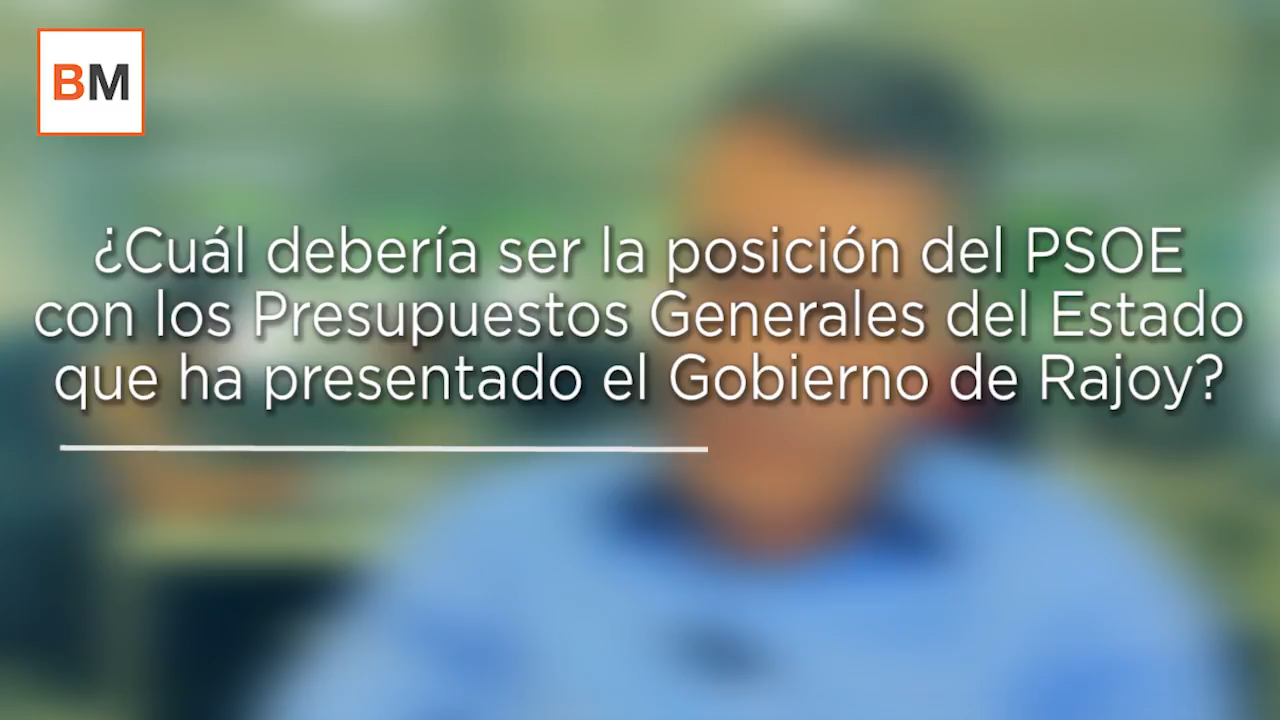 BM
¿Cuál debería ser la posición del PSOE
con los Presupuestos Generales del Estado
que ha presentado el Gobierno de Rajoy?